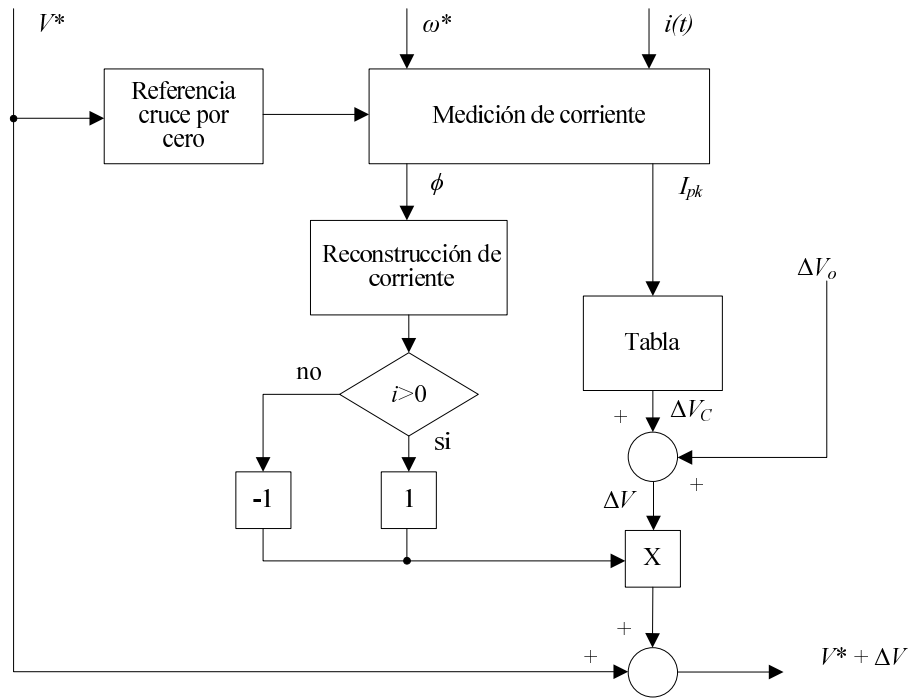 V*
ω*
i(t)
Referencia
cruce por
cero
Medición de corriente
ϕ
I_pk
Reconstrucción de
corriente
ΔV_o
Tabla
no
i>0
+
ΔV_C
si
-1
1
+
ΔV
X
+
+
V* + ΔV